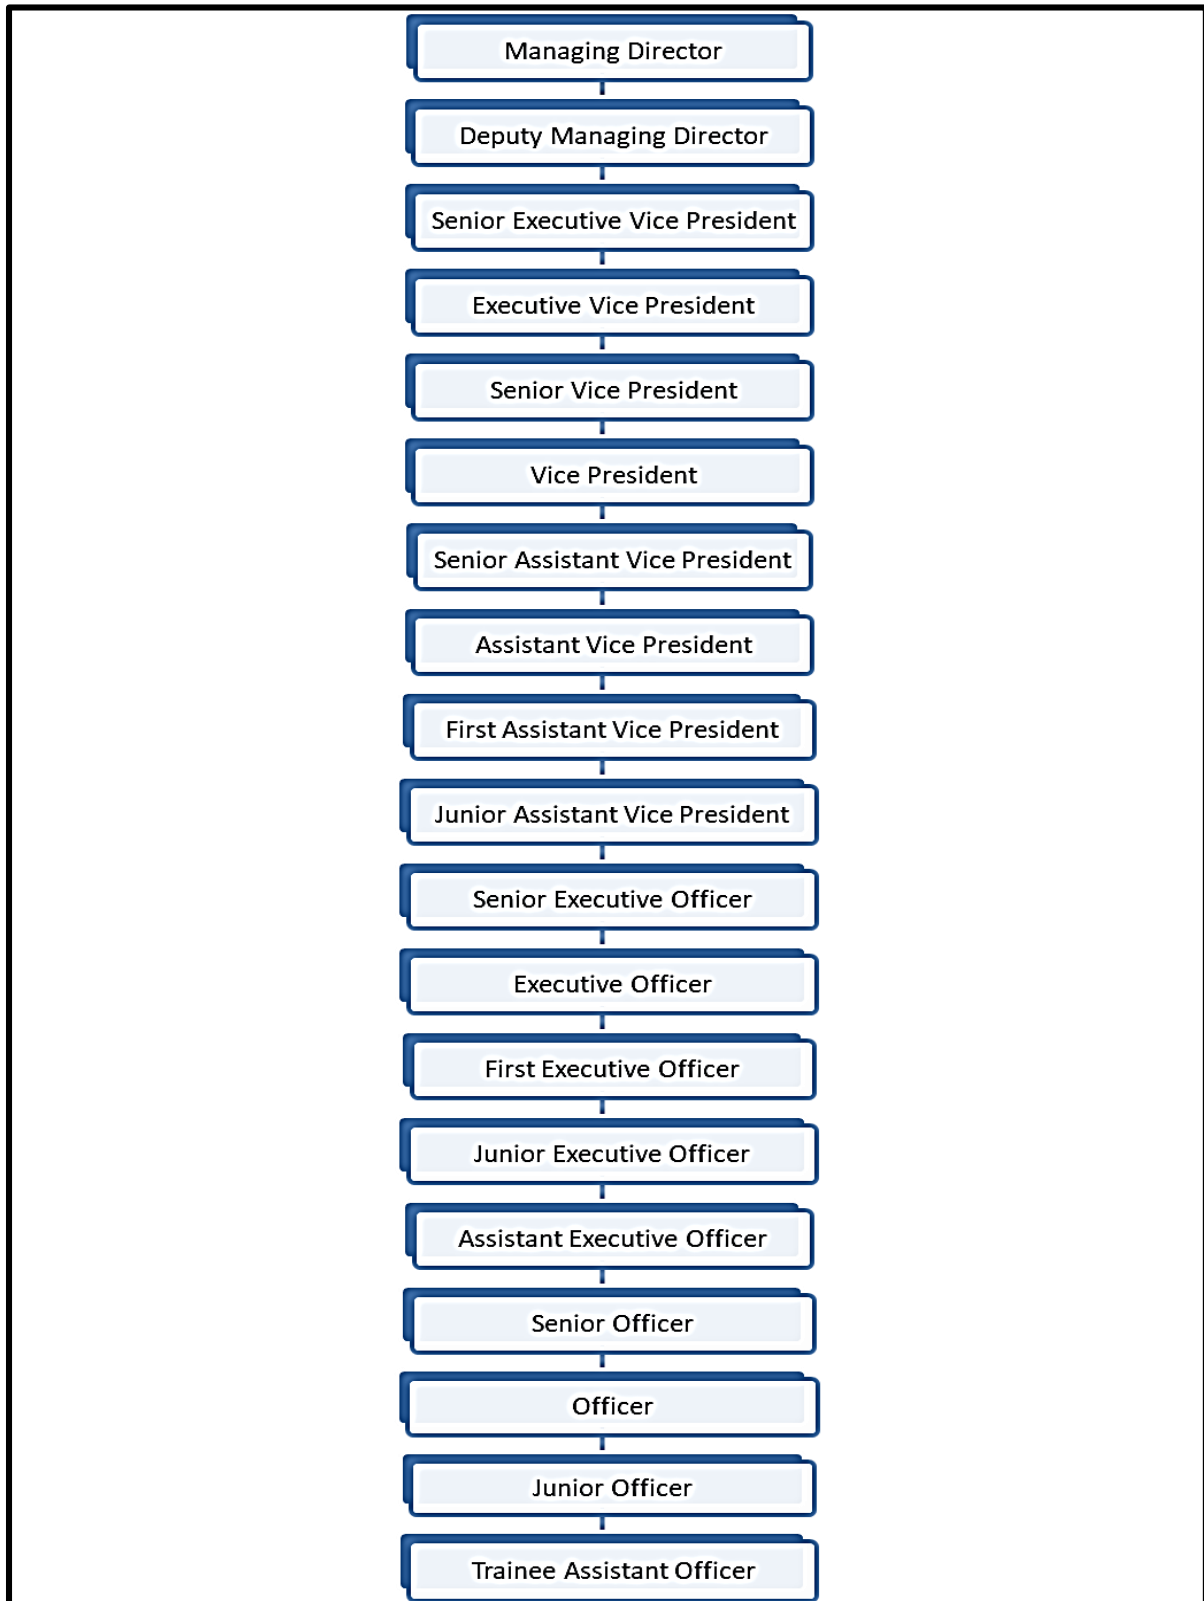 Managing Director
Deputy Managing Director
Senior Executive Vice President
Executive Vice President
Senior Vice President
Vice President
Senior Assistant Vice President
Assistant Vice President
First Assistant Vice President
Junior Assistant Vice President
Senior Executive Officer
Executive Officer
First Executive Officer
Junior Executive Officer
Assistant Executive Officer
Senior Officer
Officer
Junior Officer
Trainee Assistant Officer